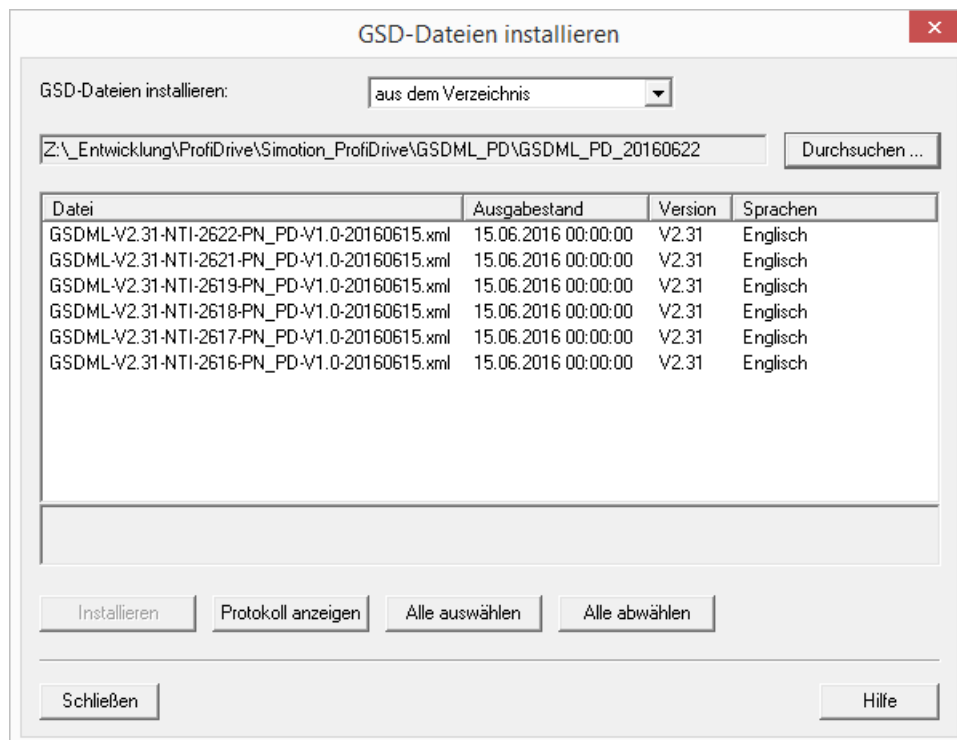 GSD-Dateien installieren
GSD-Dateien installieren: aus dem Verzeichnis
Z:\_Entwicklung\ProfiDrive\Simotion_ProfiDrive\GSDML_PD\GSDML_PD_20160622 Durchsuchen ...
Datei Ausgabestand Version Sprachen
GSDML-V2.31-NTI-2622-PN_PD-V1.0-20160615.xml 15.06.2016 00:00:00 V2.31 Englisch
GSDML-V2.31-NTI-2621-PN_PD-V1.0-20160615.xml 15.06.2016 00:00:00 V2.31 Englisch
GSDML-V2.31-NTI-2619-PN_PD-V1.0-20160615.xml 15.06.2016 00:00:00 V2.31 Englisch
GSDML-V2.31-NTI-2618-PN_PD-V1.0-20160615.xml 15.06.2016 00:00:00 V2.31 Englisch
GSDML-V2.31-NTI-2617-PN_PD-V1.0-20160615.xml 15.06.2016 00:00:00 V2.31 Englisch
GSDML-V2.31-NTI-2616-PN_PD-V1.0-20160615.xml 15.06.2016 00:00:00 V2.31 Englisch
Installieren Protokoll anzeigen Alle auswählen Alle abwählen
Schließen Hilfe